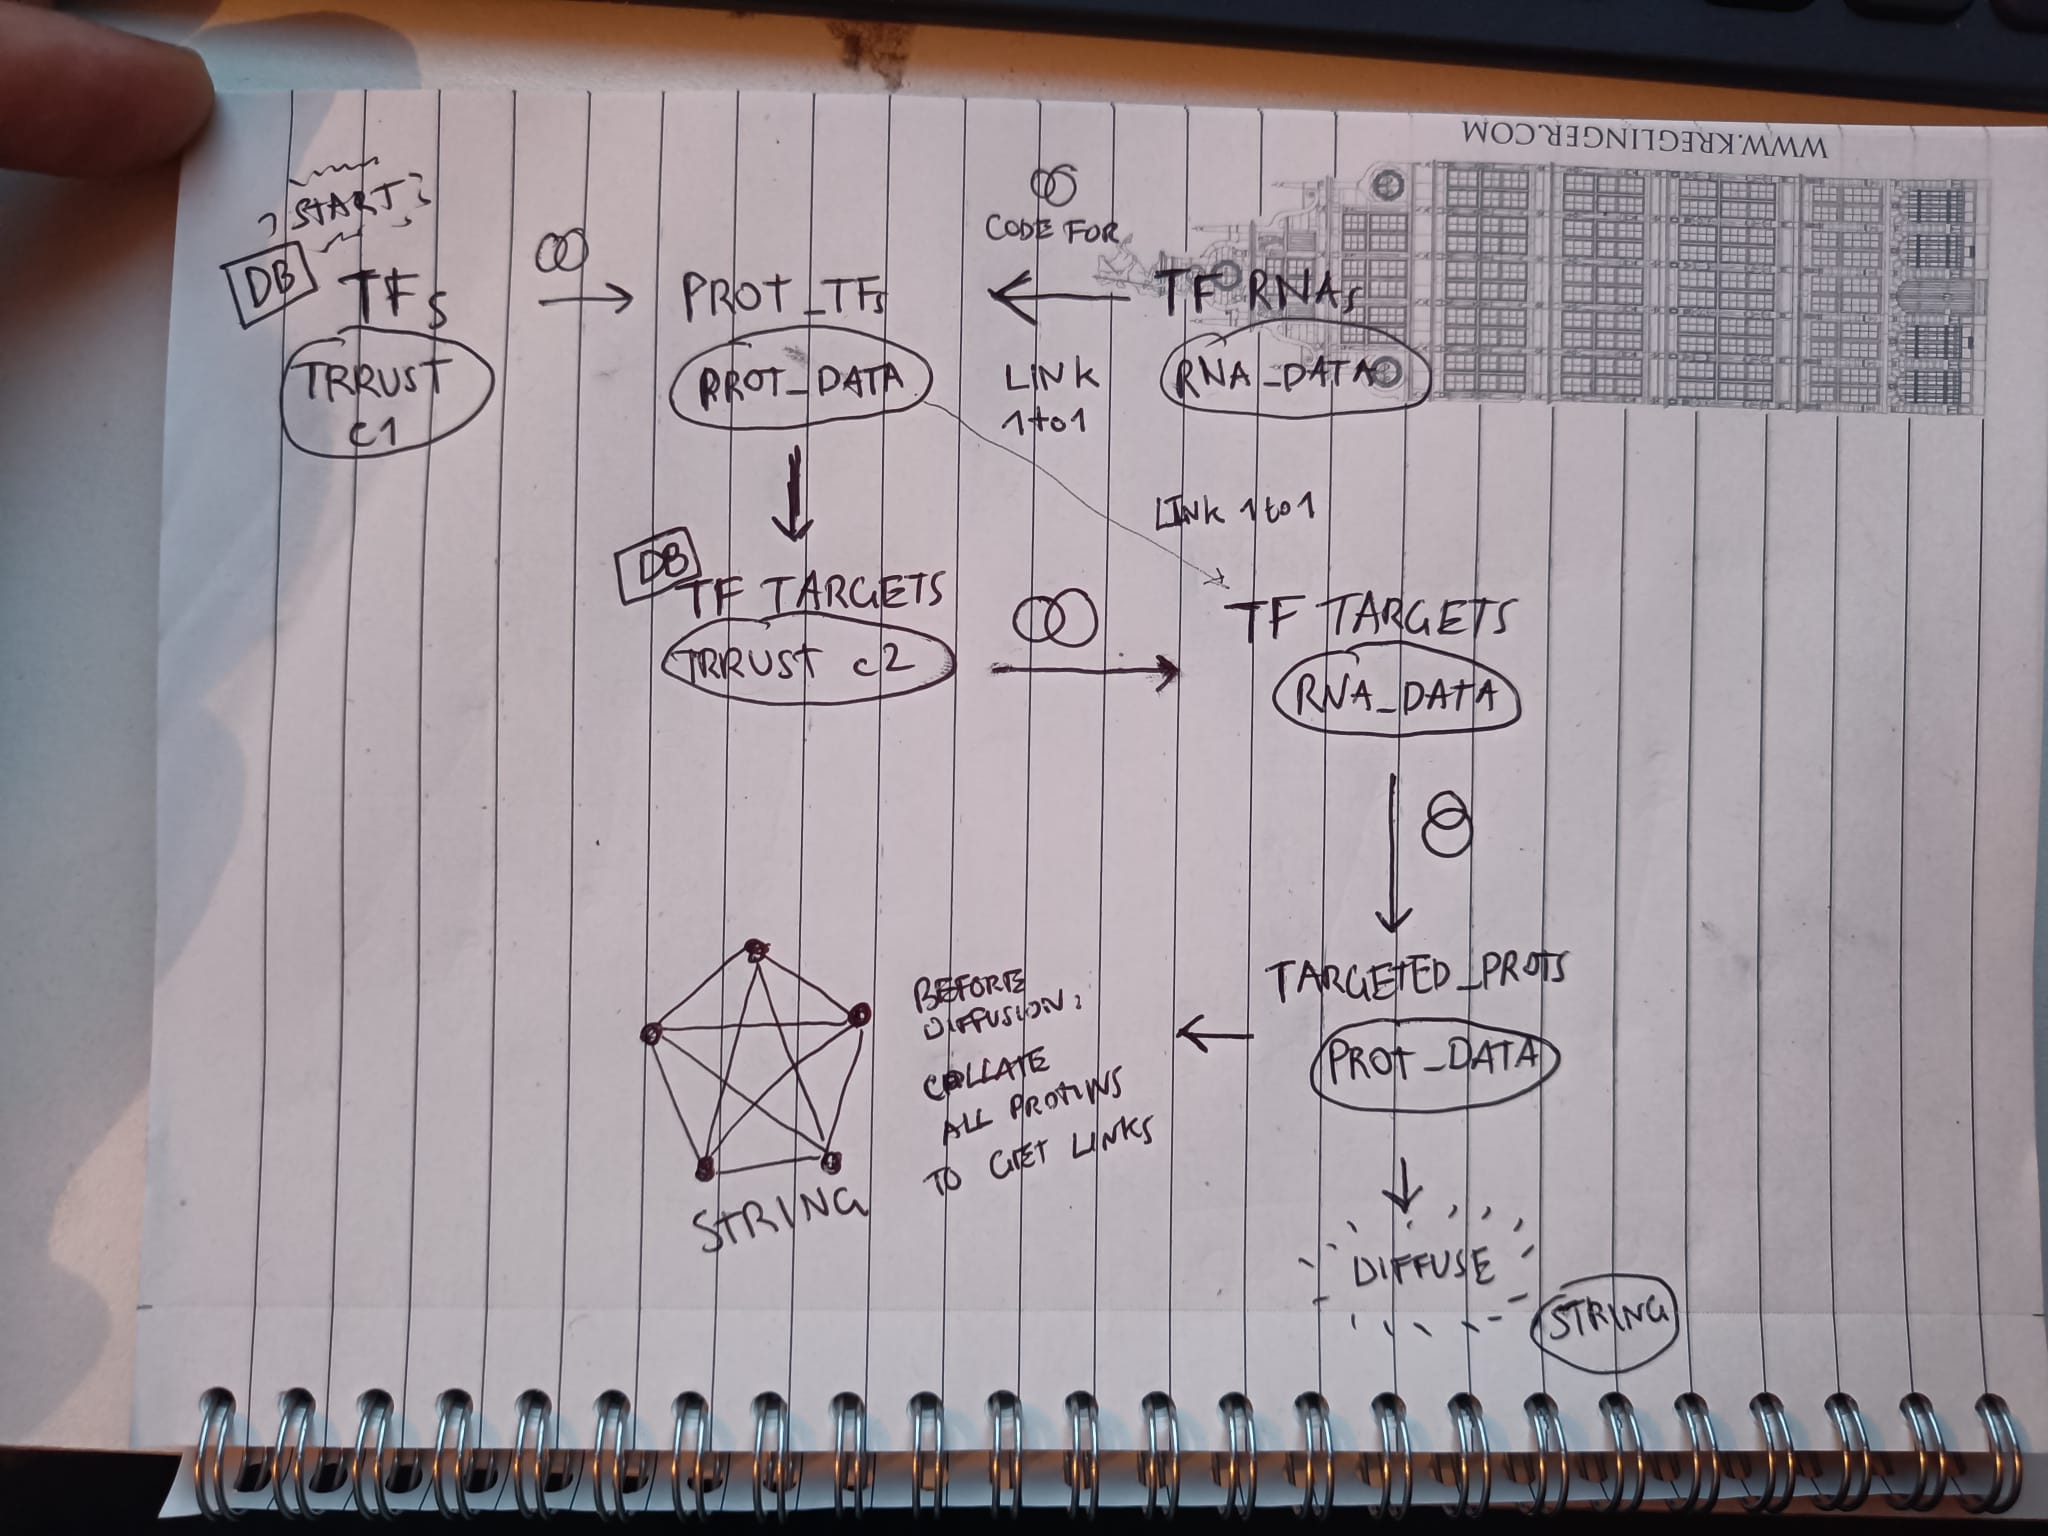 WWW.KREGLINGER.COM
START
DB
TFs
TRRUST
c1
PROT_TFs
PROT_DATA
CODE FOR
LINK
1to1
TF RNAs
RNA_DATA
LINK 1to1
DB
TF TARGETS
TRRUST c2
TF TARGETS
RNA_DATA
TARGETED_PROTS
PROT_DATA
BEFORE
DIFFUSION:
COLLATE
ALL PROTEINS
TO GET LINKS
STRING
DIFFUSE
STRING